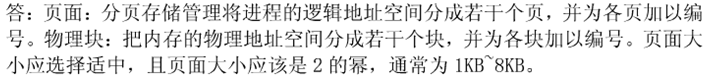 答：页面：分页存储管理将进程的逻辑地址空间分成若干个页，并为各页加以编
号。物理块：把内存的物理地址空间分成若干个块，并为各块加以编号。页面大
小应选择适中，且页面大小应该是 2 的幂，通常为 1KB~8KB。